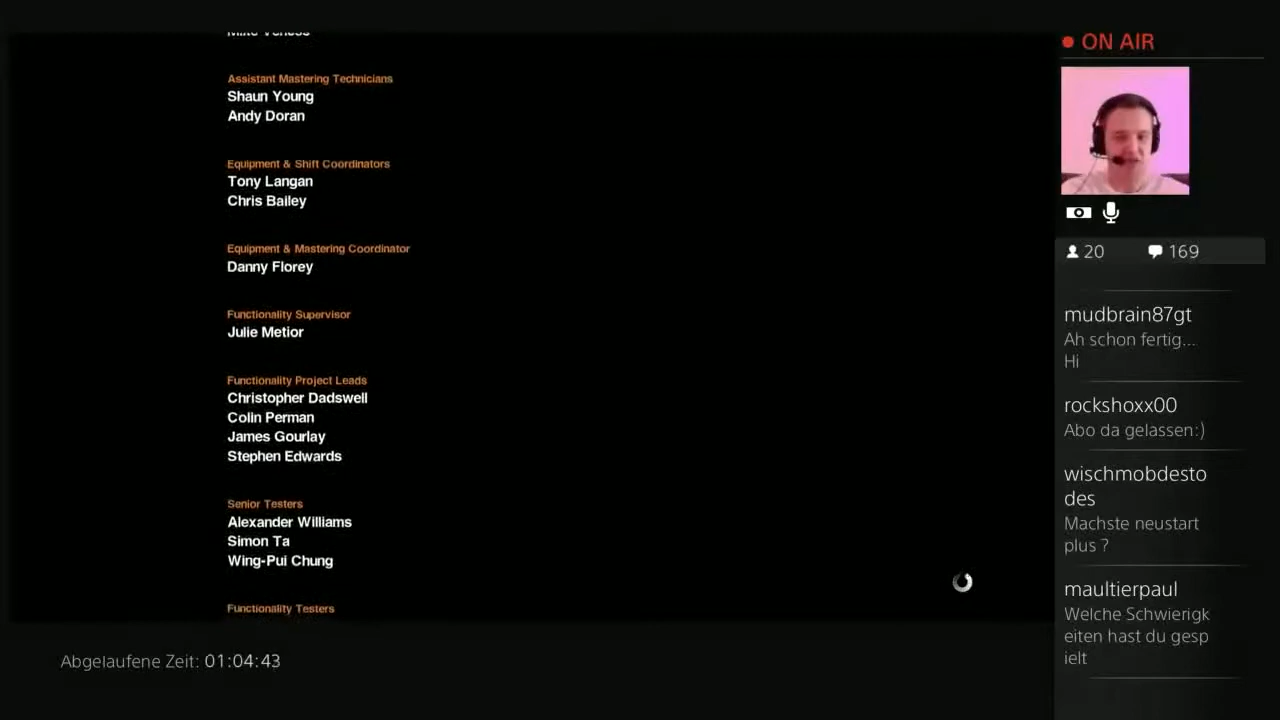 Mike Veness
Assistant Mastering Technicians
Shaun Young
Andy Doran
Equipment & Shift Coordinators
Tony Langan
Chris Bailey
Equipment & Mastering Coordinator
Danny Florey
Functionality Supervisor
Julie Metior
Functionality Project Leads
Christopher Dadswell
Colin Perman
James Gourlay
Stephen Edwards
Senior Testers
Alexander Williams
Simon Ta
Wing-Pui Chung
Functionality Testers
Abgelaufene Zeit: 01:04:43
ON AIR
20 169
mudbrain87gt
Ah schon fertig...
Hi
rockshoxx00
Abo da gelassen:)
wischmobdesto
des
Machste neustart
plus ?
maultierpaul
Welche Schwierigk
eiten hast du gesp
ielt